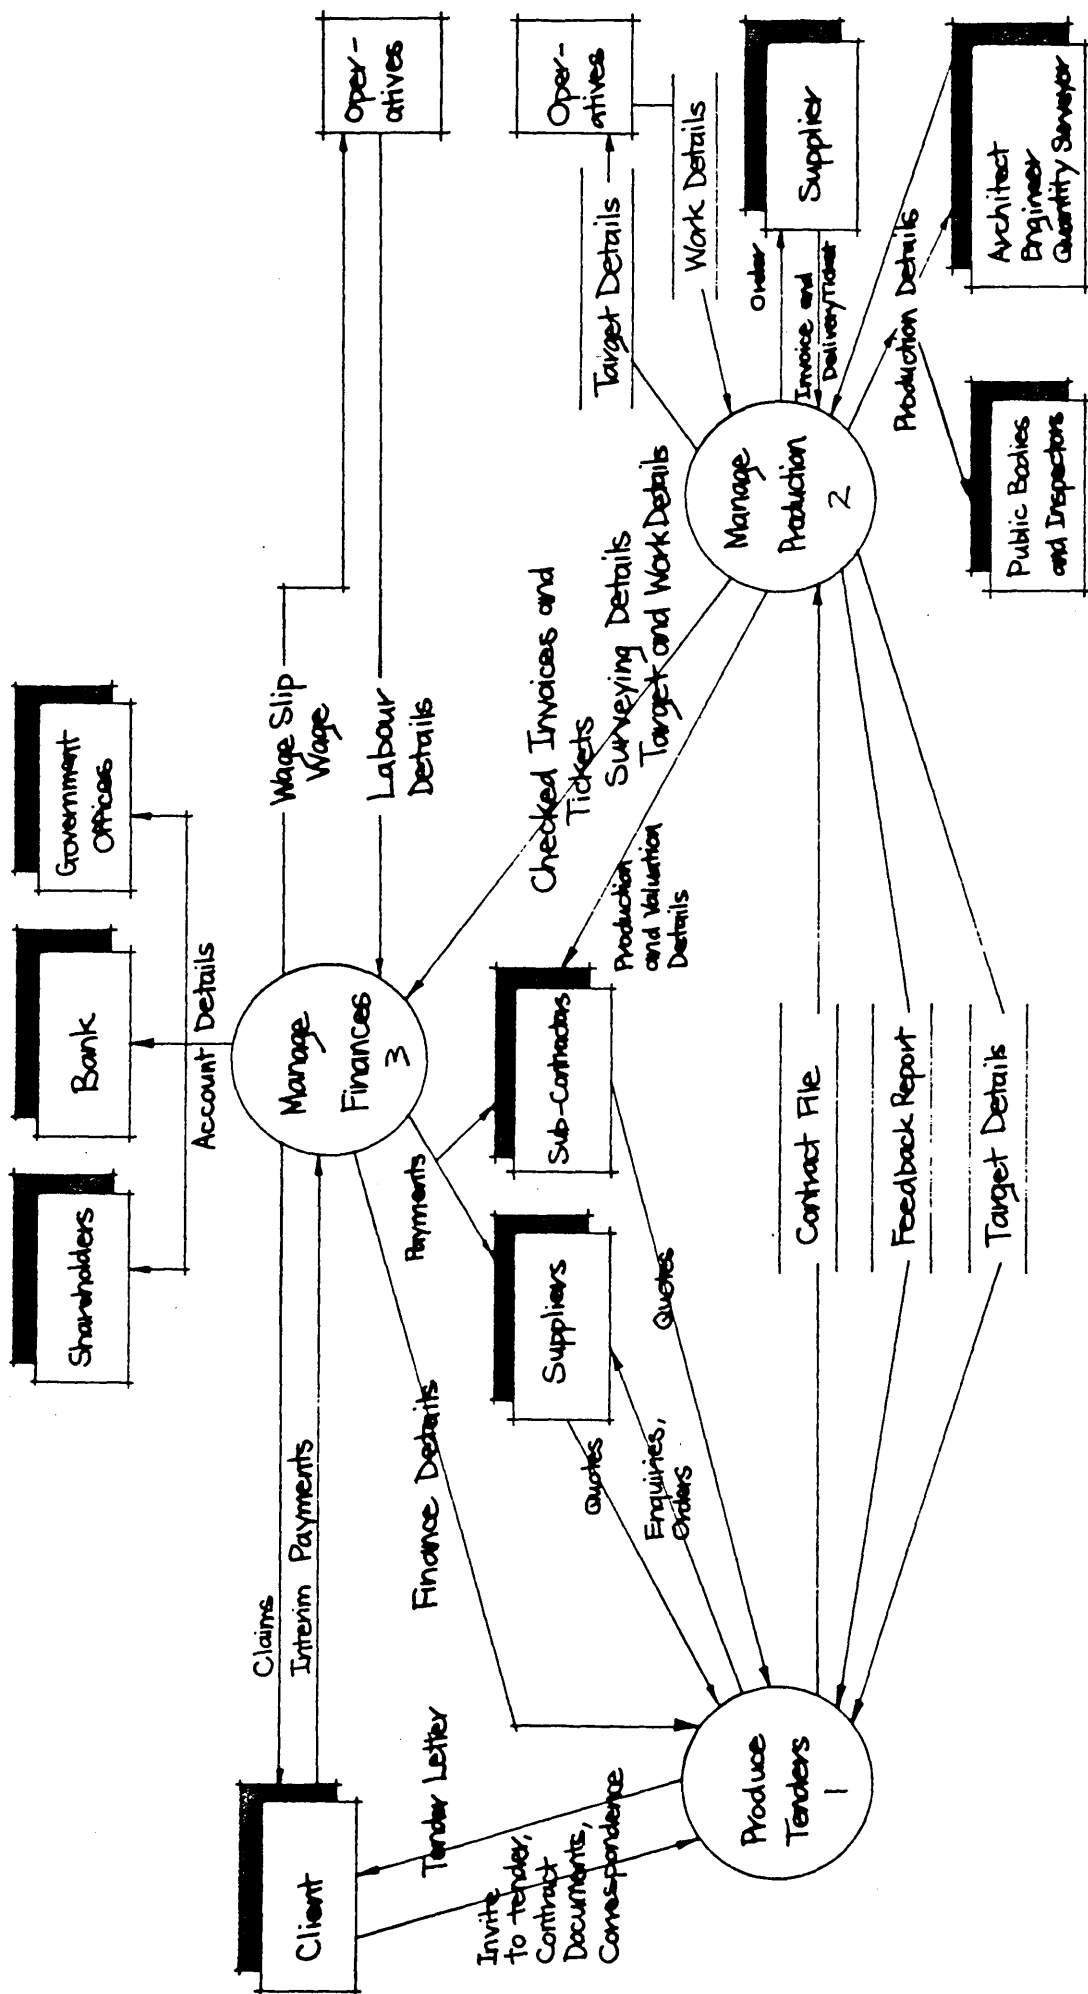 Shareholders
Bank
Government
Offices
Account Details
Client
Claims
Interim Payments
Manage
Finances
3
Wage Slip
Wage
Labour
Details
Oper-
atives
Tender Letter
Invite
to tender,
Contract
Documents,
Correspondence
Finance Details
Payments
Suppliers
Sub-Contractors
Quotes
Enquiries,
Orders
Quotes
Production
and Valuation
Details
Checked Invoices and
Tickets
Surveying Details
Target and Work Details
Target Details
Oper-
atives
Work Details
Produce
Tenders
1
Manage
Production
2
Order
Invoice and
Delivery Ticket
Supplier
Contract File
Feedback Report
Target Details
Production Details
Public Bodies
and Inspectors
Architect
Engineer
Quantity Surveyor